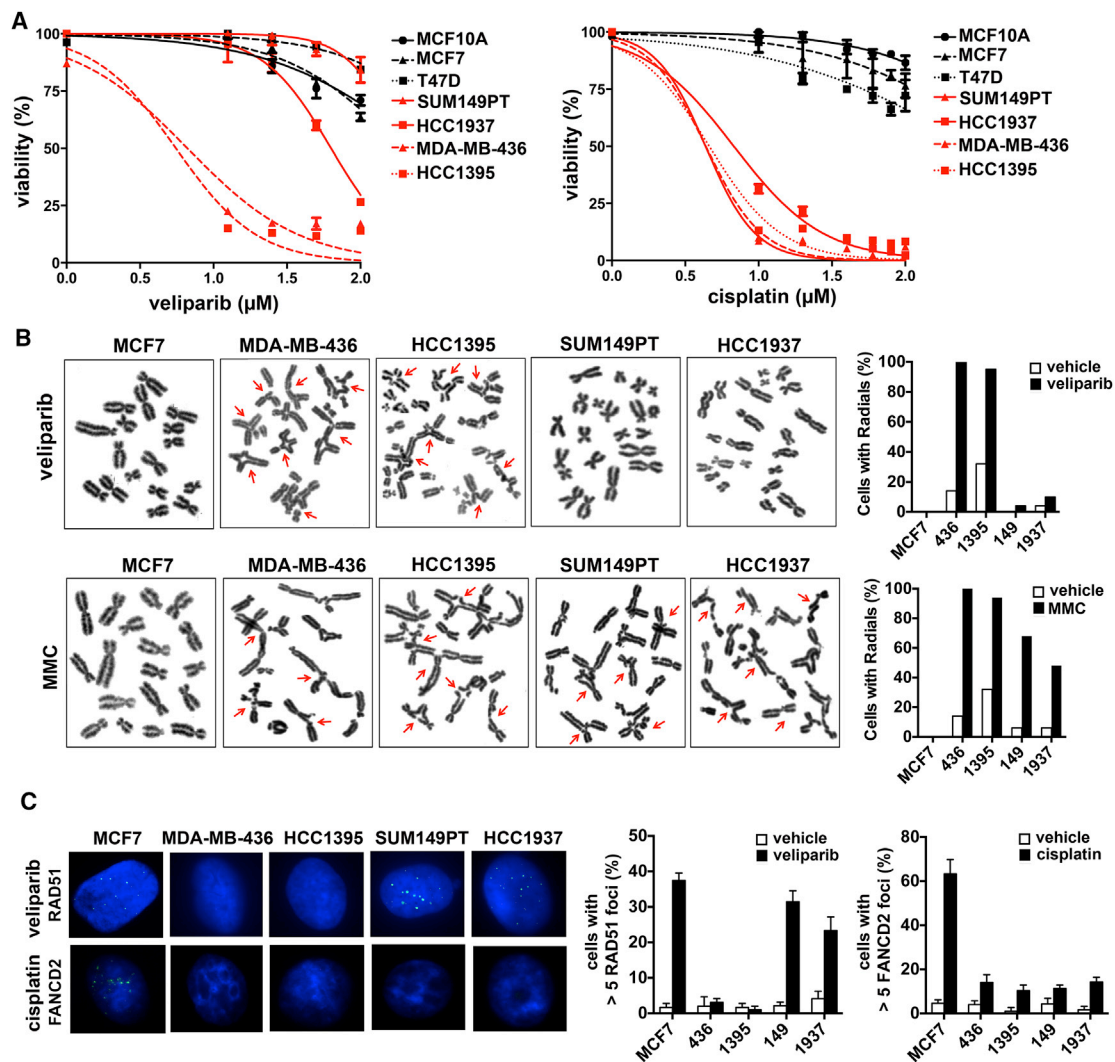 A
viability (%)
100
75
50
25
0
0.0
0.5
1.0
1.5
2.0
veliparib (µM)
MCF10A
MCF7
T47D
SUM149PT
HCC1937
MDA-MB-436
HCC1395
viability (%)
100
75
50
25
0
0.0
0.5
1.0
1.5
2.0
cisplatin (µM)
MCF10A
MCF7
T47D
SUM149PT
HCC1937
MDA-MB-436
HCC1395
B
MCF7
MDA-MB-436
HCC1395
SUM149PT
HCC1937
veliparib
Cells with Radials (%)
100
80
60
40
20
0
vehicle
veliparib
MCF7
436
1395
149
1937
MCF7
MDA-MB-436
HCC1395
SUM149PT
HCC1937
MMC
Cells with Radials (%)
100
80
60
40
20
0
vehicle
MMC
MCF7
436
1395
149
1937
C
MCF7
MDA-MB-436
HCC1395
SUM149PT
HCC1937
veliparib
RAD51
cisplatin
FANCD2
cells with
> 5 RAD51 foci (%)
50
40
30
20
10
0
vehicle
veliparib
MCF7
436
1395
149
1937
cells with
> 5 FANCD2 foci (%)
80
60
40
20
0
vehicle
cisplatin
MCF7
436
1395
149
1937